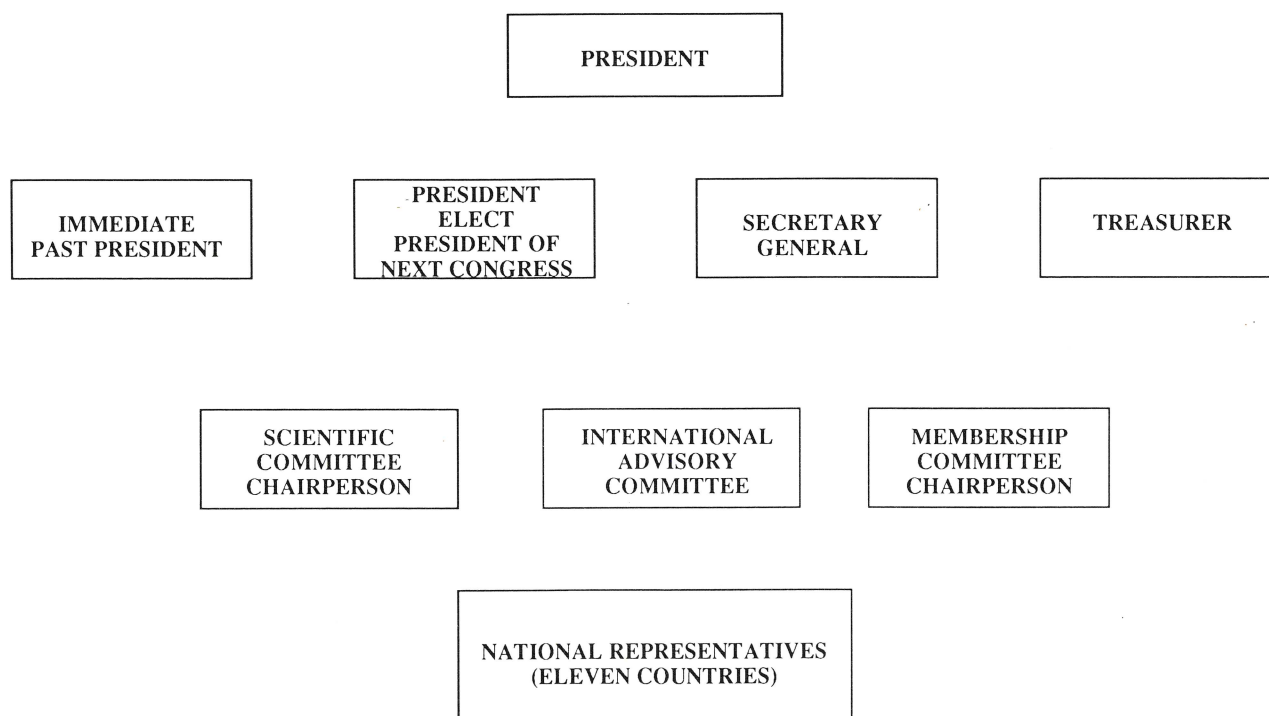 PRESIDENT
IMMEDIATE
PAST PRESIDENT
PRESIDENT
ELECT
PRESIDENT OF
NEXT CONGRESS
SECRETARY
GENERAL
TREASURER
SCIENTIFIC
COMMITTEE
CHAIRPERSON
INTERNATIONAL
ADVISORY
COMMITTEE
MEMBERSHIP
COMMITTEE
CHAIRPERSON
NATIONAL REPRESENTATIVES
(ELEVEN COUNTRIES)